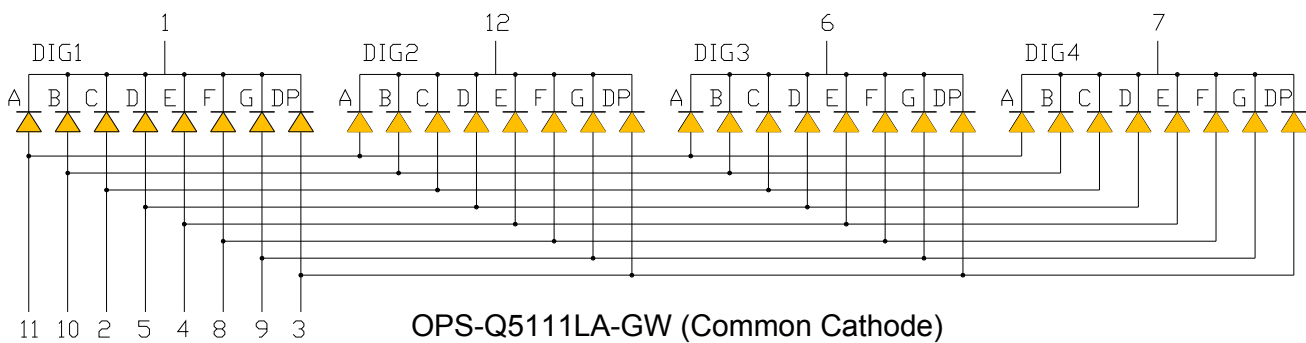 1 12 6 7
DIG1 DIG2 DIG3 DIG4
A B C D E F G DP A B C D E F G DP A B C D E F G DP A B C D E F G DP
11 10 2 5 4 8 9 3 OPS-Q5111LA-GW (Common Cathode)